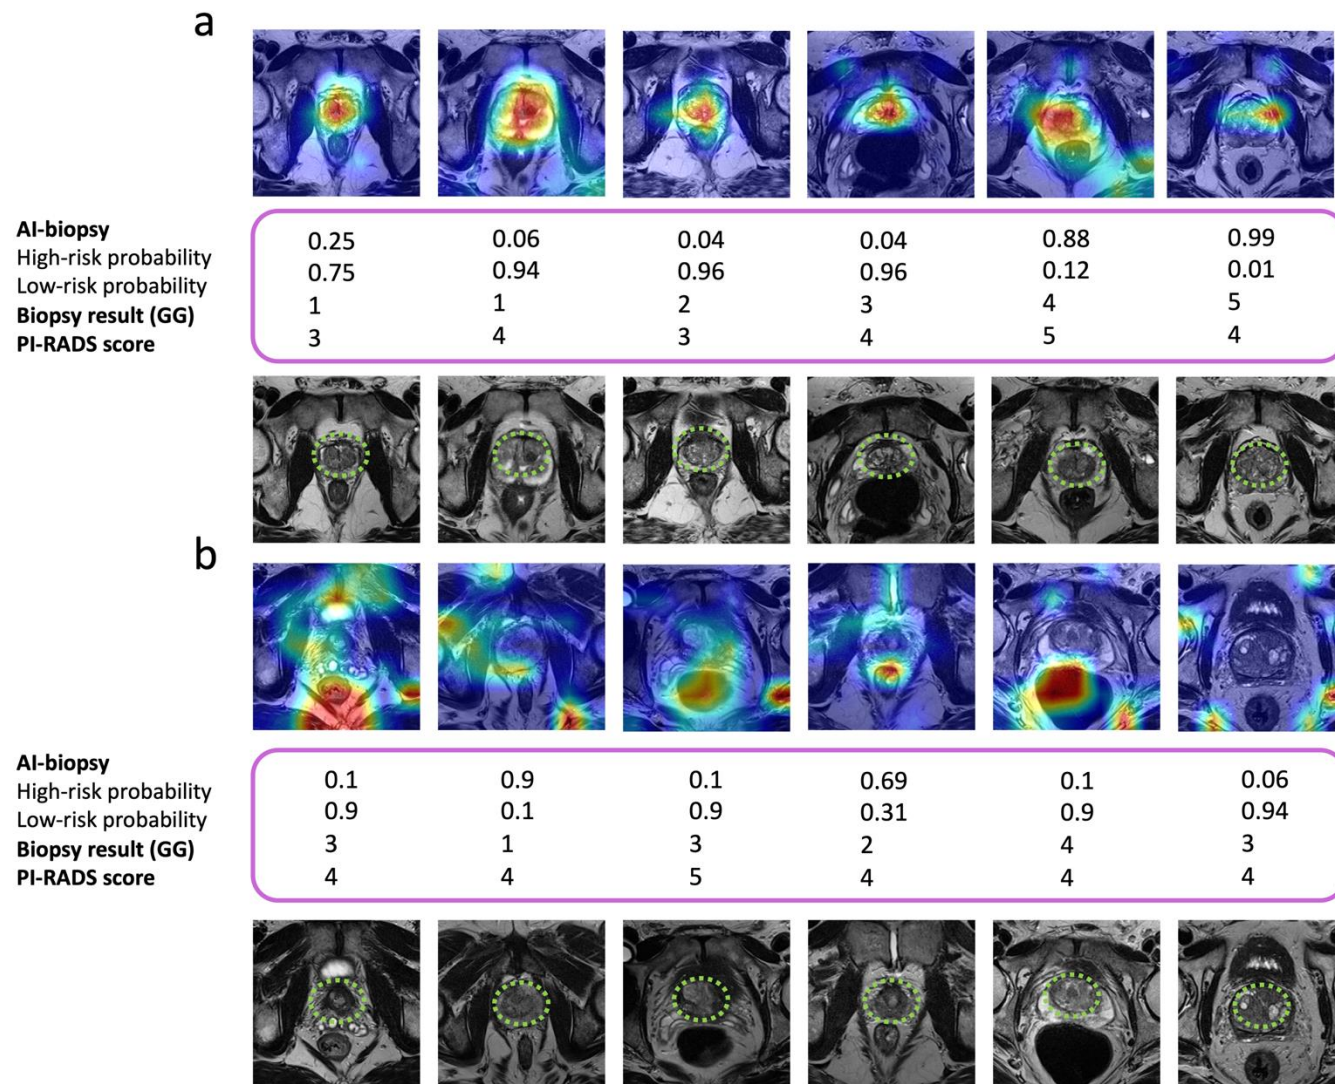 a
AI-biopsy
High-risk probability 0.25 0.06 0.04 0.04 0.88 0.99
Low-risk probability 0.75 0.94 0.96 0.96 0.12 0.01
Biopsy result (GG) 1 1 2 3 4 5
PI-RADS score 3 4 3 4 5 4
b
AI-biopsy
High-risk probability 0.1 0.9 0.1 0.69 0.1 0.06
Low-risk probability 0.9 0.1 0.9 0.31 0.9 0.94
Biopsy result (GG) 3 1 3 2 4 3
PI-RADS score 4 4 5 4 4 4